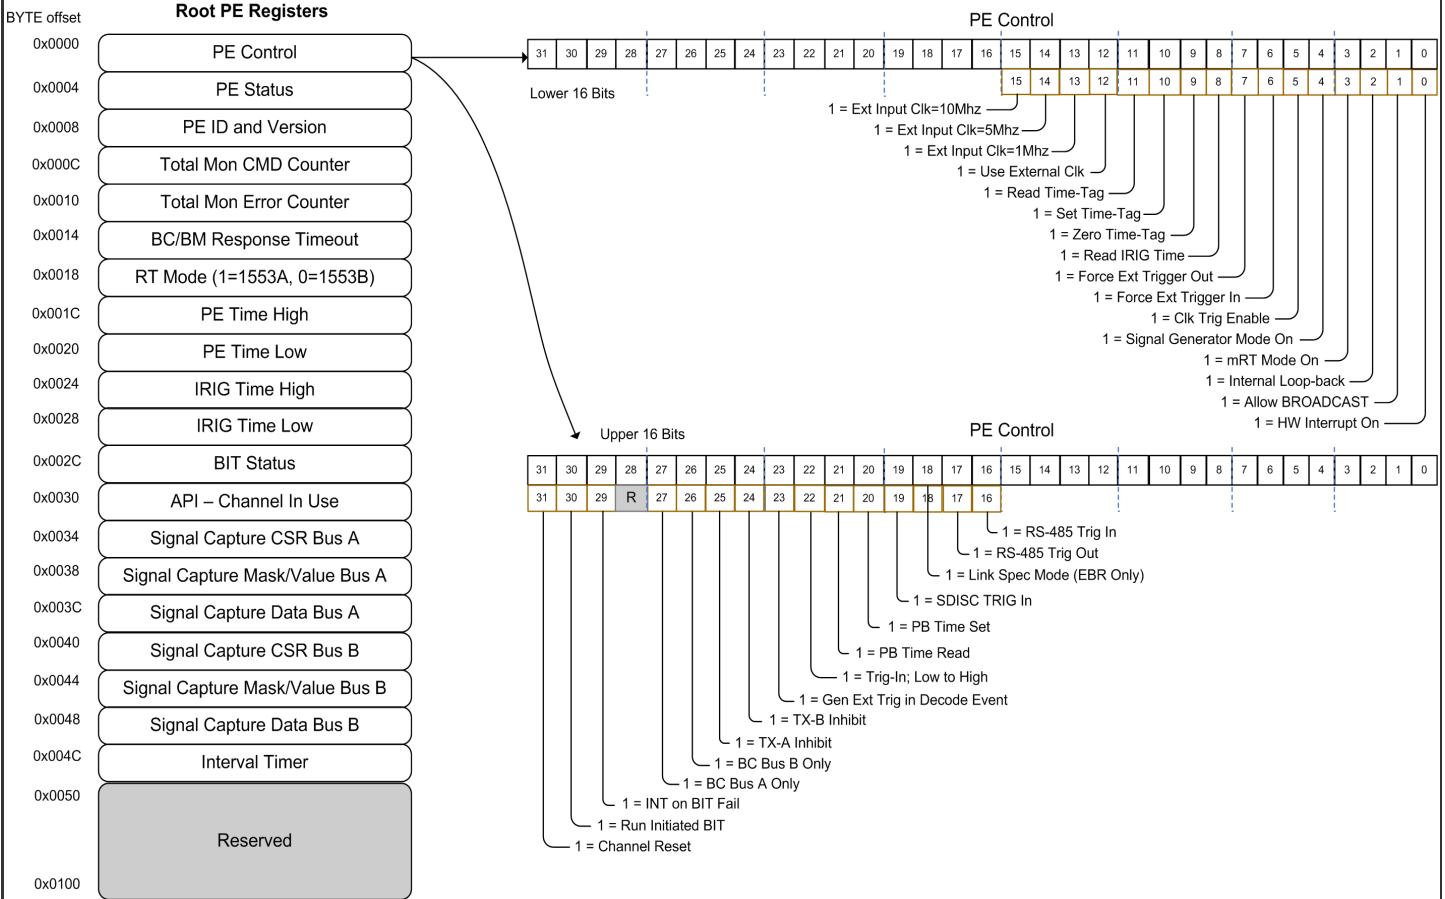 Root PE Registers
BYTE offset
0x0000
PE Control
0x0004
PE Status
0x0008
PE ID and Version
0x000C
Total Mon CMD Counter
0x0010
Total Mon Error Counter
0x0014
BC/BM Response Timeout
0x0018
RT Mode (1=1553A, 0=1553B)
0x001C
PE Time High
0x0020
PE Time Low
0x0024
IRIG Time High
0x0028
IRIG Time Low
0x002C
BIT Status
0x0030
API – Channel In Use
0x0034
Signal Capture CSR Bus A
0x0038
Signal Capture Mask/Value Bus A
0x003C
Signal Capture Data Bus A
0x0040
Signal Capture CSR Bus B
0x0044
Signal Capture Mask/Value Bus B
0x0048
Signal Capture Data Bus B
0x004C
Interval Timer
0x0050
Reserved
0x0100
PE Control
31 30 29 28 27 26 25 24 23 22 21 20 19 18 17 16 15 14 13 12 11 10 9 8 7 6 5 4 3 2 1 0
15 14 13 12 11 10 9 8 7 6 5 4 3 2 1 0
Lower 16 Bits
1 = Ext Input Clk=10Mhz
1 = Ext Input Clk=5Mhz
1 = Ext Input Clk=1Mhz
1 = Use External Clk
1 = Read Time-Tag
1 = Set Time-Tag
1 = Zero Time-Tag
1 = Read IRIG Time
1 = Force Ext Trigger Out
1 = Force Ext Trigger In
1 = Clk Trig Enable
1 = Signal Generator Mode On
1 = mRT Mode On
1 = Internal Loop-back
1 = Allow BROADCAST
1 = HW Interrupt On
Upper 16 Bits
PE Control
31 30 29 28 27 26 25 24 23 22 21 20 19 18 17 16 15 14 13 12 11 10 9 8 7 6 5 4 3 2 1 0
31 30 29 R 27 26 25 24 23 22 21 20 19 18 17 16
1 = RS-485 Trig In
1 = RS-485 Trig Out
1 = Link Spec Mode (EBR Only)
1 = SDISC TRIG In
1 = PB Time Set
1 = PB Time Read
1 = Trig-In; Low to High
1 = Gen Ext Trig in Decode Event
1 = TX-B Inhibit
1 = TX-A Inhibit
1 = BC Bus B Only
1 = BC Bus A Only
1 = INT on BIT Fail
1 = Run Initiated BIT
1 = Channel Reset